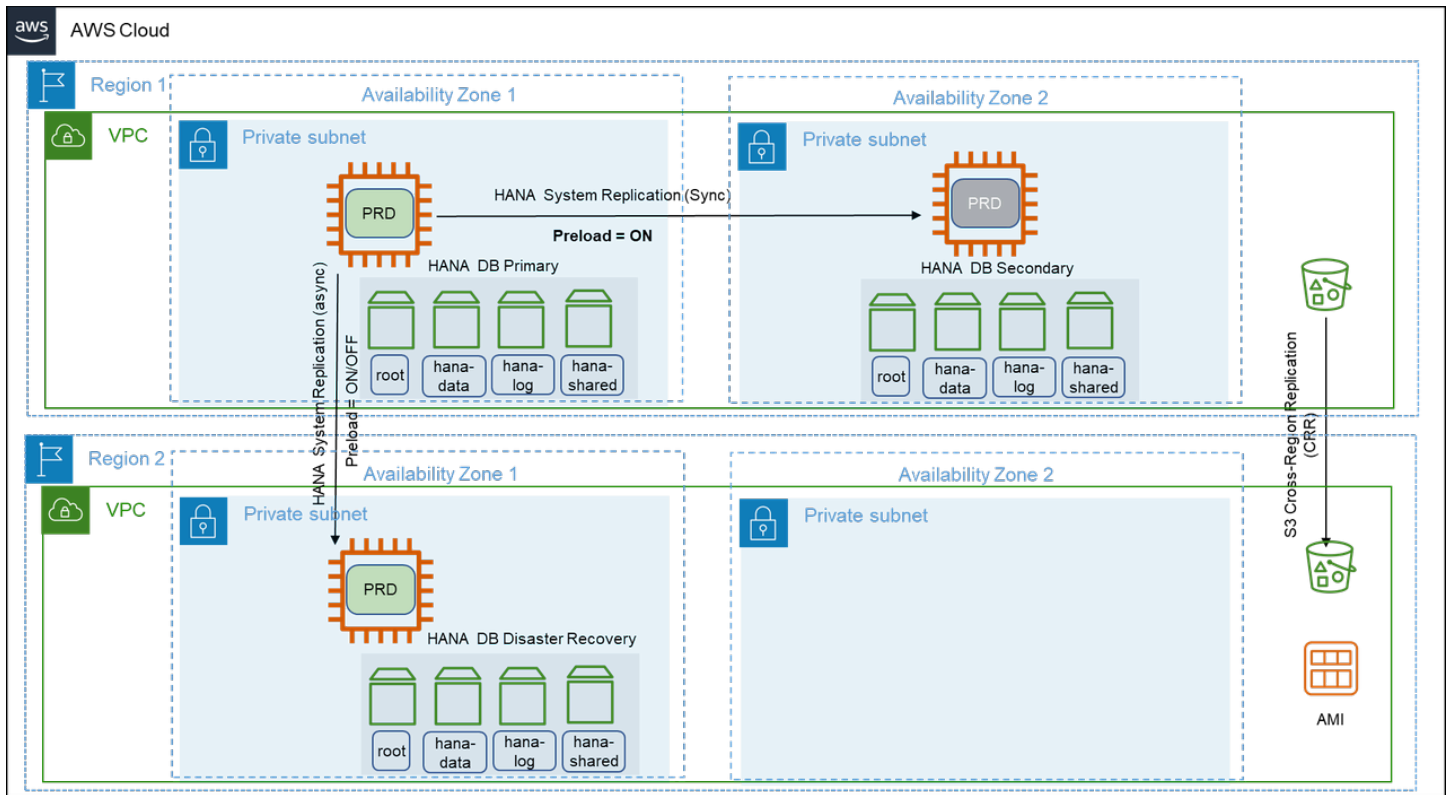 aws
AWS Cloud
Region 1
Availability Zone 1
Availability Zone 2
VPC
Private subnet
Private subnet
PRD
HANA System Replication (Sync)
Preload = ON
PRD
HANA DB Primary
HANA DB Secondary
root
hana-
data
hana-
log
hana-
shared
root
hana-
data
hana-
log
hana-
shared
HANA System Replication (async)
Preload = ON/OFF
S3 Cross-Region Replication
(CRR)
Region 2
Availability Zone 1
Availability Zone 2
VPC
Private subnet
Private subnet
PRD
HANA DB Disaster Recovery
root
hana-
data
hana-
log
hana-
shared
AMI